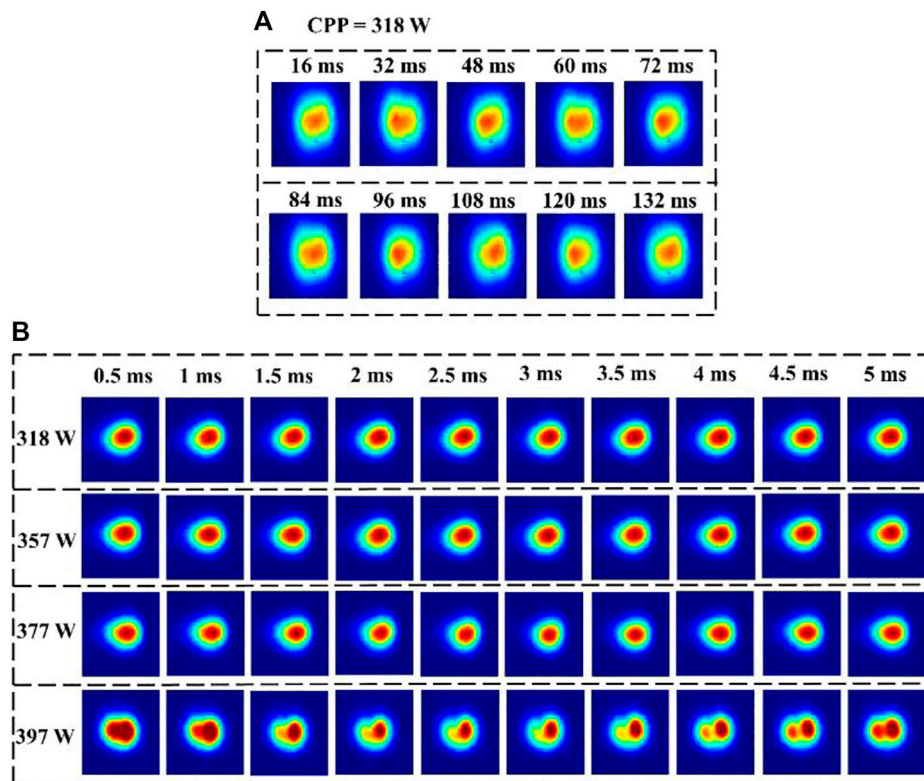 A CPP = 318 W
16 ms 32 ms 48 ms 60 ms 72 ms
84 ms 96 ms 108 ms 120 ms 132 ms
B
0.5 ms 1 ms 1.5 ms 2 ms 2.5 ms 3 ms 3.5 ms 4 ms 4.5 ms 5 ms
318 W
357 W
377 W
397 W